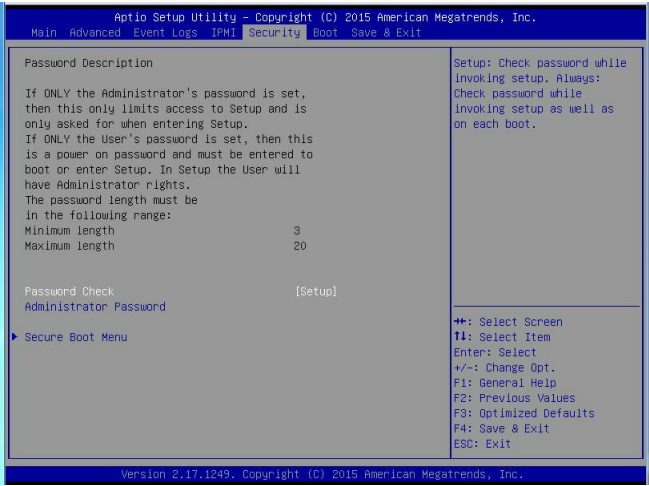 Aptio Setup Utility – Copyright (C) 2015 American Megatrends, Inc.
Main Advanced Event Logs IPMI Security Boot Save & Exit
Password Description
If ONLY the Administrator's password is set,
then this only limits access to Setup and is
only asked for when entering Setup.
If ONLY the User's password is set, then this
is a power on password and must be entered to
boot or enter Setup. In Setup the User will
have Administrator rights.
The password length must be
in the following range:
Minimum length 3
Maximum length 20
Password Check [Setup]
Administrator Password
Secure Boot Menu
Setup: Check password while
invoking setup. Always:
Check password while
invoking setup as well as
on each boot.
→←: Select Screen
↑↓: Select Item
Enter: Select
+/-: Change Opt.
F1: General Help
F2: Previous Values
F3: Optimized Defaults
F4: Save & Exit
ESC: Exit
Version 2.17.1249. Copyright (C) 2015 American Megatrends, Inc.